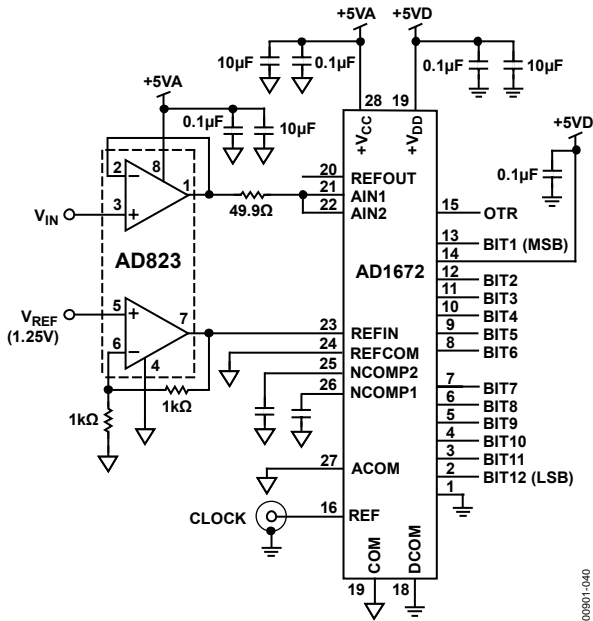 +5VA
+5VD
10µF
0.1µF
0.1µF
10µF
+5VA
28
19
+VCC
+VDD
0.1µF
10µF
+5VD
0.1µF
2
8
1
3
VIN
49.9Ω
AD823
20 REFOUT
21 AIN1
22 AIN2
AD1672
15 OTR
13 BIT1 (MSB)
14
12 BIT2
11 BIT3
10 BIT4
9 BIT5
8 BIT6
7 BIT7
6 BIT8
5 BIT9
4 BIT10
3 BIT11
2 BIT12 (LSB)
1
VREF
(1.25V)
5
7
6
4
1kΩ
1kΩ
23 REFIN
24 REFCOM
25 NCOMP2
26 NCOMP1
27 ACOM
CLOCK
16 REF
COM
DCOM
19
18
00901-040